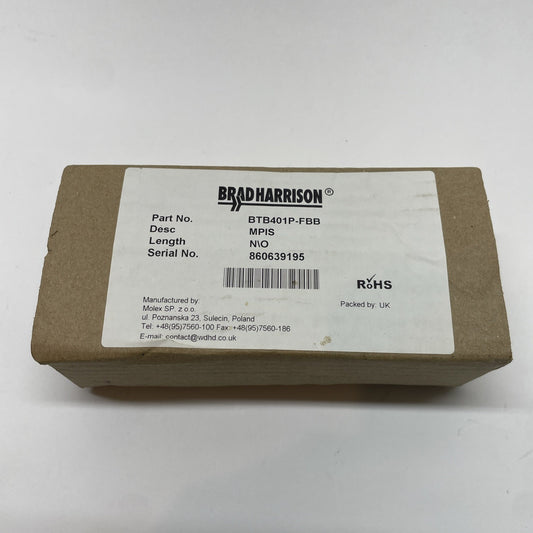 BRADHARRISON®
Part No. BTB401P-FBB
Desc MPIS
Length N\O
Serial No. 860639195
RoHS
Manufactured by:
Molex SP. z o.o.
ul. Poznanska 23, Sulecin, Poland
Tel: +48(95)7560-100 Fax: +48(95)7560-186
E-mail: contact@wdhd.co.uk
Packed by: UK